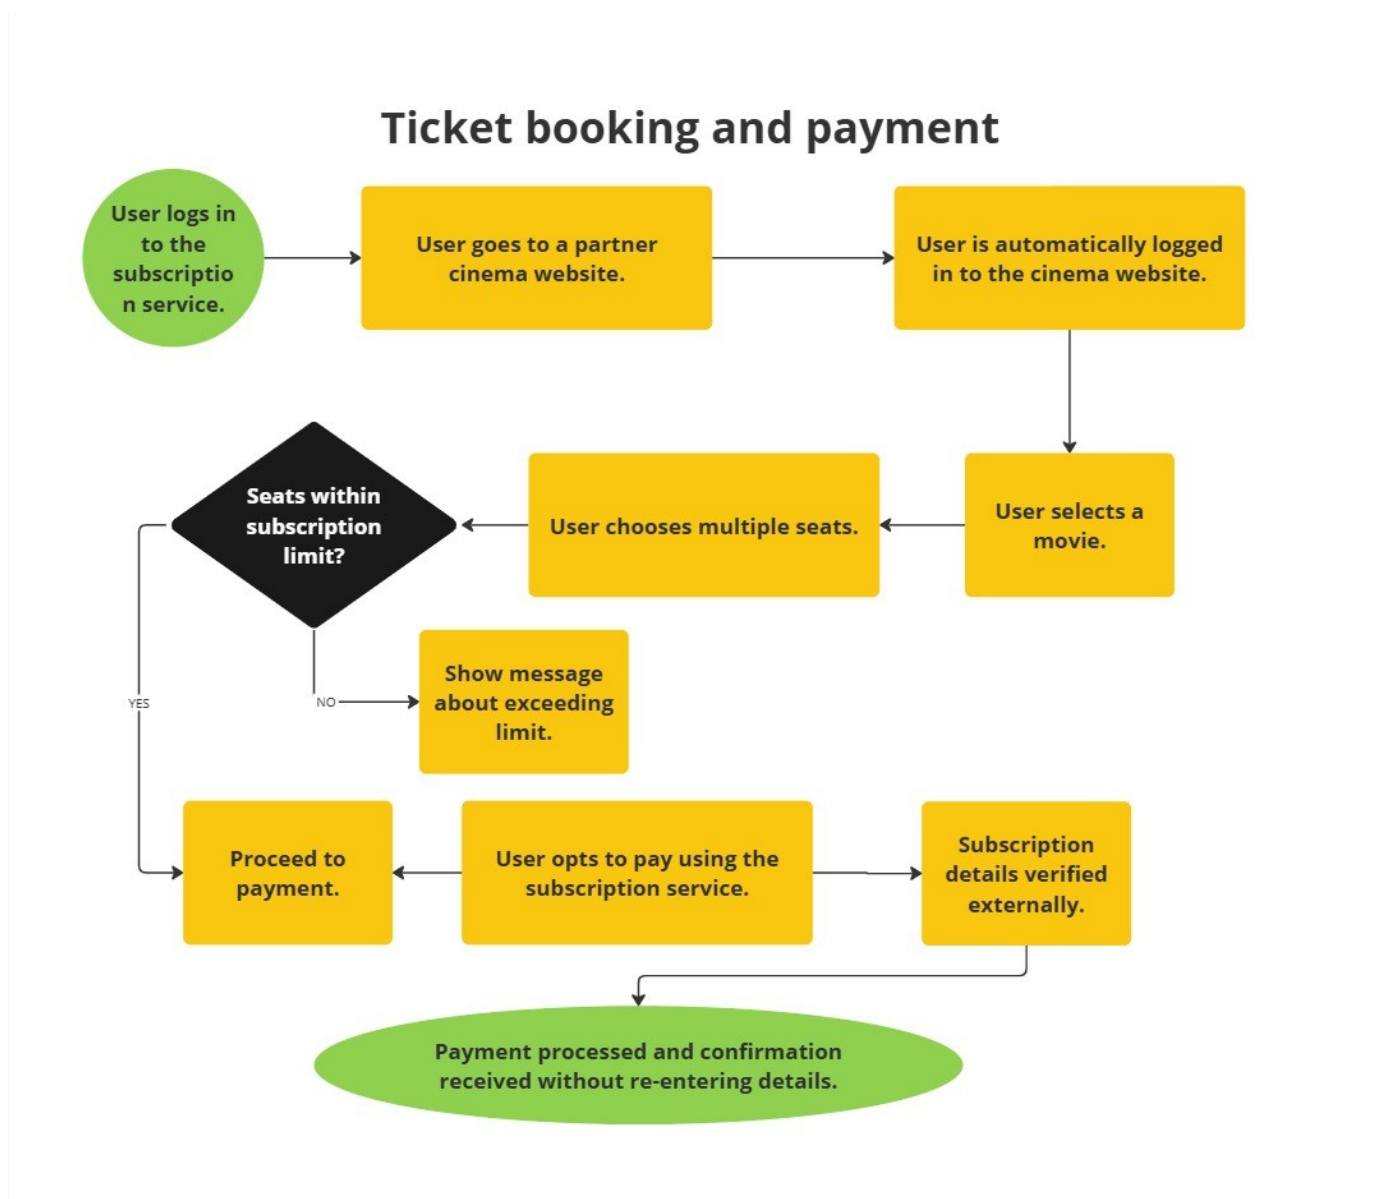 Ticket booking and payment
User logs in
to the
subscriptio
n service.
User goes to a partner
cinema website.
User is automatically logged
in to the cinema website.
User selects a
movie.
User chooses multiple seats.
Seats within
subscription
limit?
NO
Show message
about exceeding
limit.
YES
Proceed to
payment.
User opts to pay using the
subscription service.
Subscription
details verified
externally.
Payment processed and confirmation
received without re-entering details.